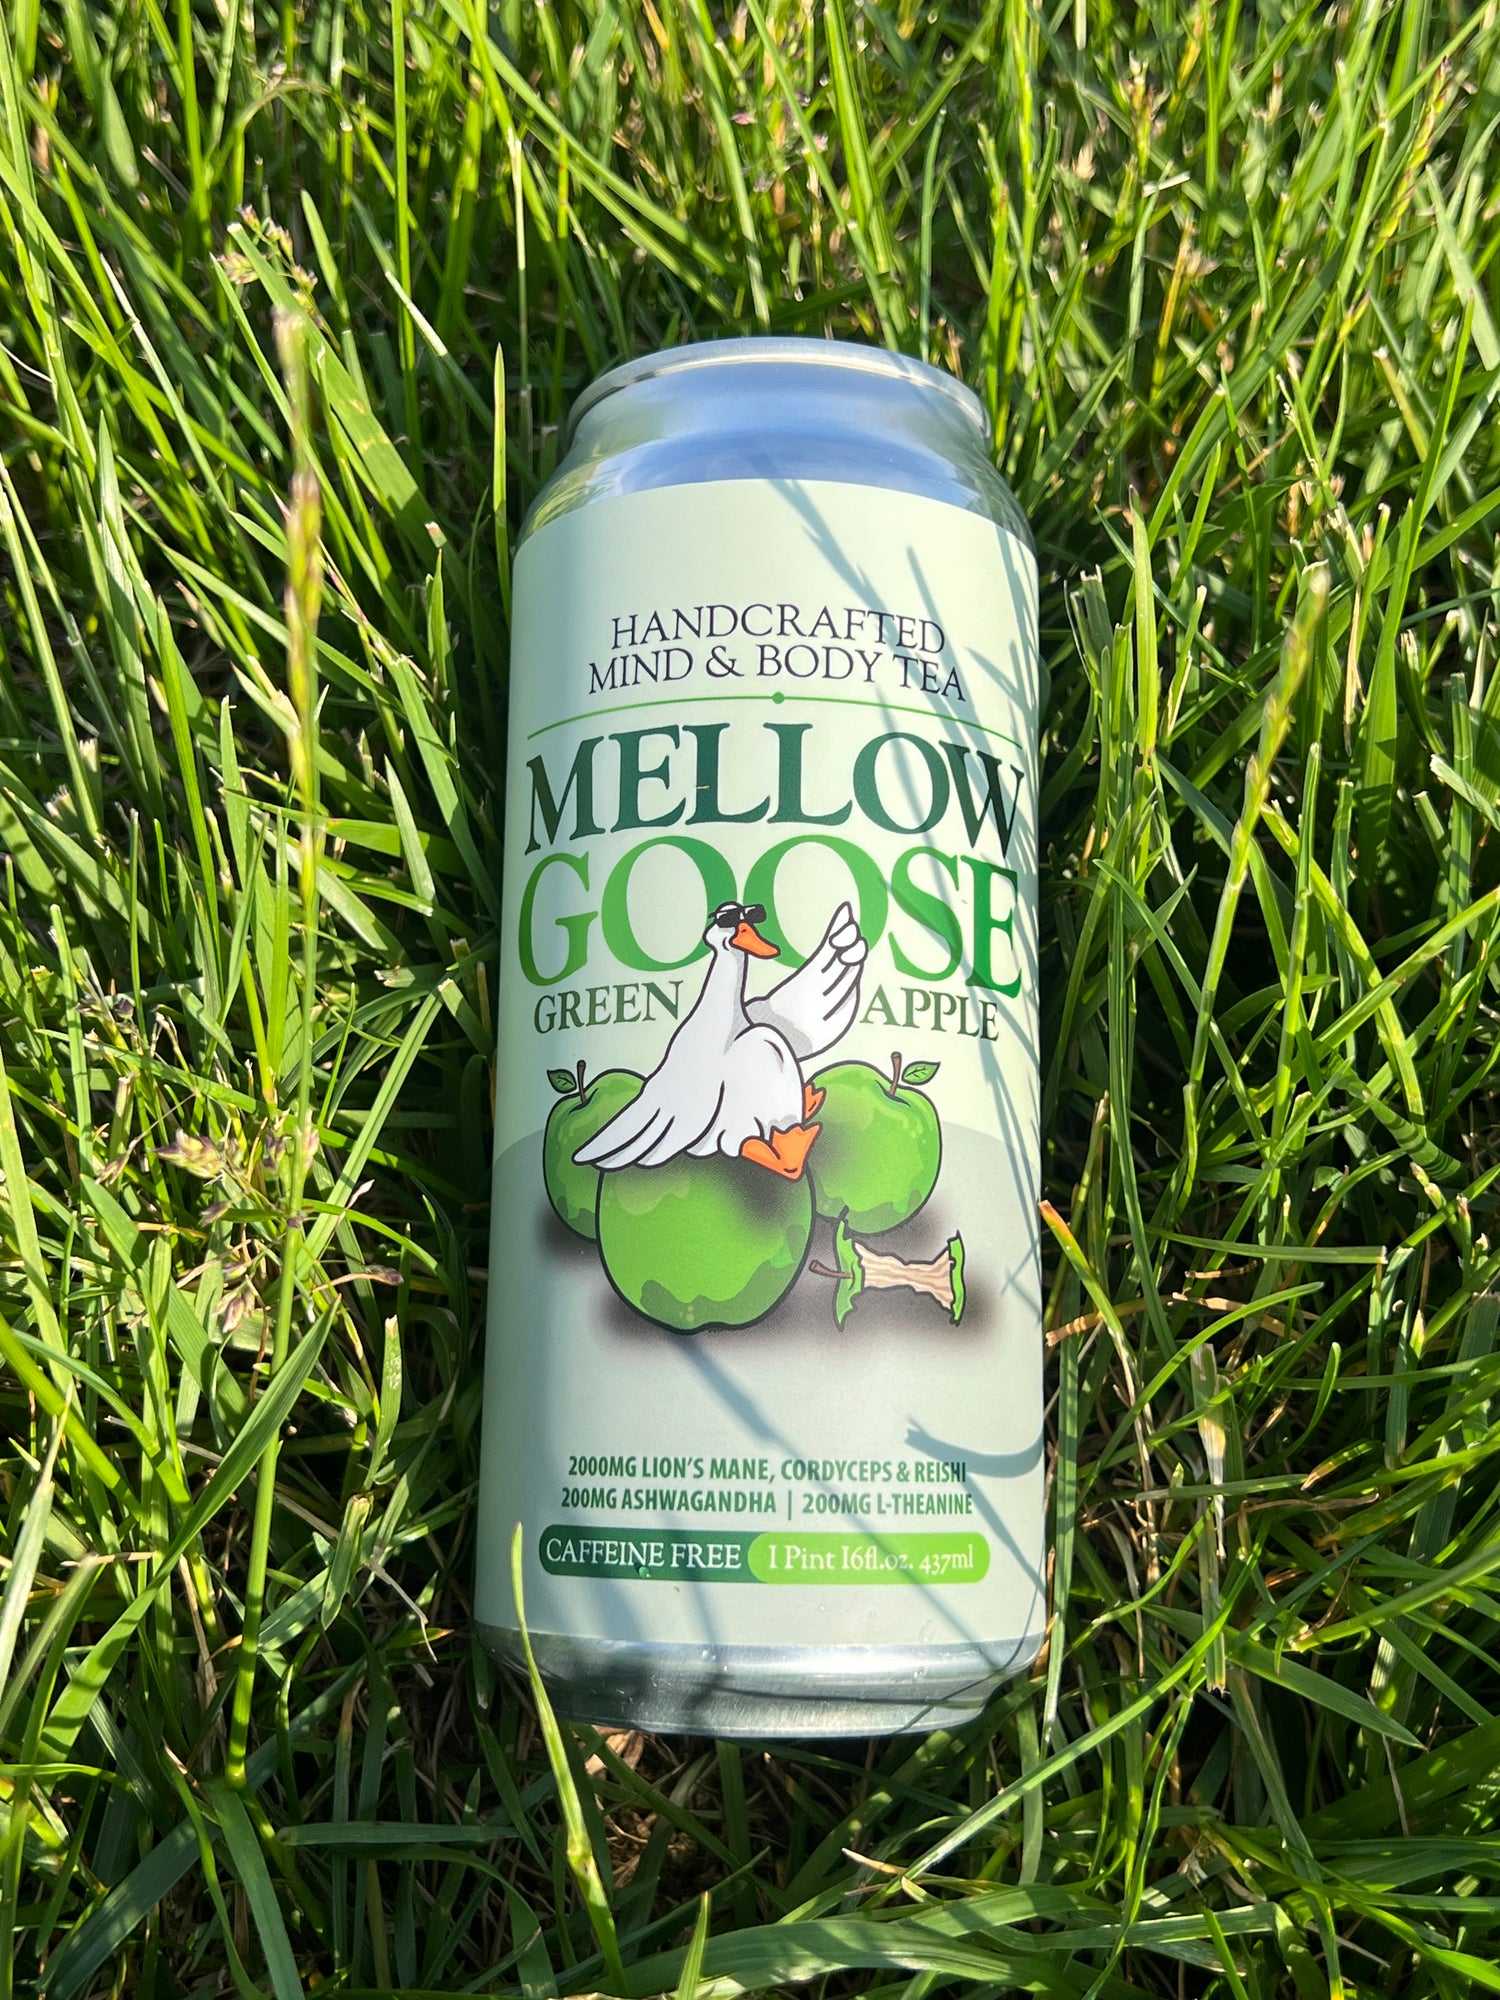 HANDCRAFTED
MIND & BODY TEA
MELLOW
GOOSE
GREEN APPLE
2000MG LION'S MANE, CORDYCEPS & REISHI
200MG ASHWAGANDHA | 200MG L-THEANINE
CAFFEINE FREE 1 Pint 16fl.oz. 437ml